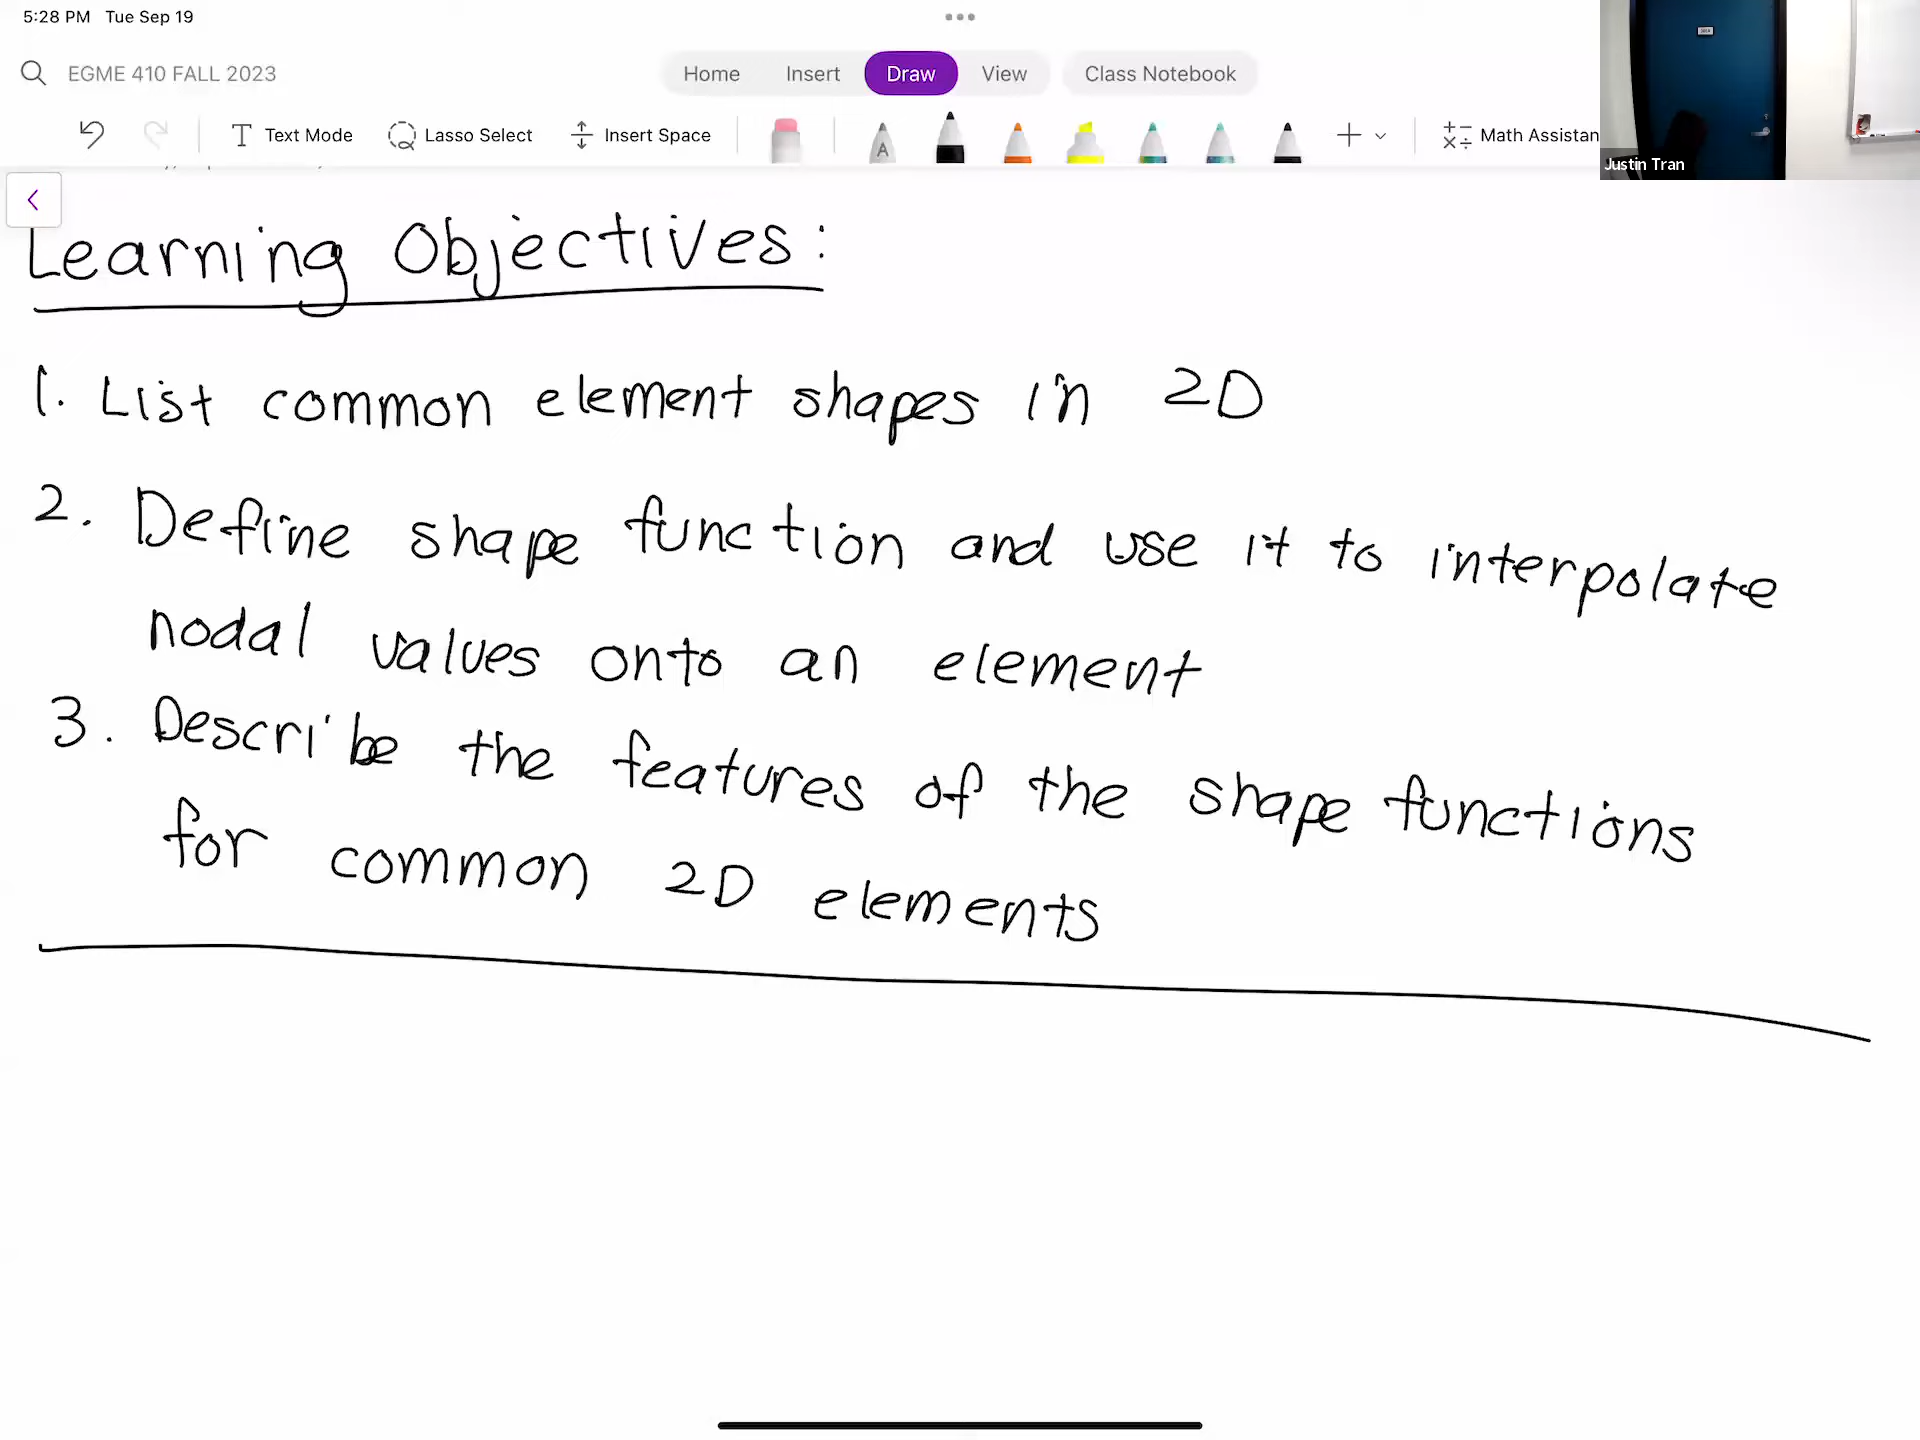 5:28 PM Tue Sep 19
EGME 410 FALL 2023
Home Insert Draw View Class Notebook
Text Mode Lasso Select Insert Space A Math Assistan
Justin Tran
Learning Objectives:
1. List common element shapes in 2D
2. Define shape function and use it to interpolate
nodal values onto an element
3. Describe the features of the shape functions
for common 2D elements